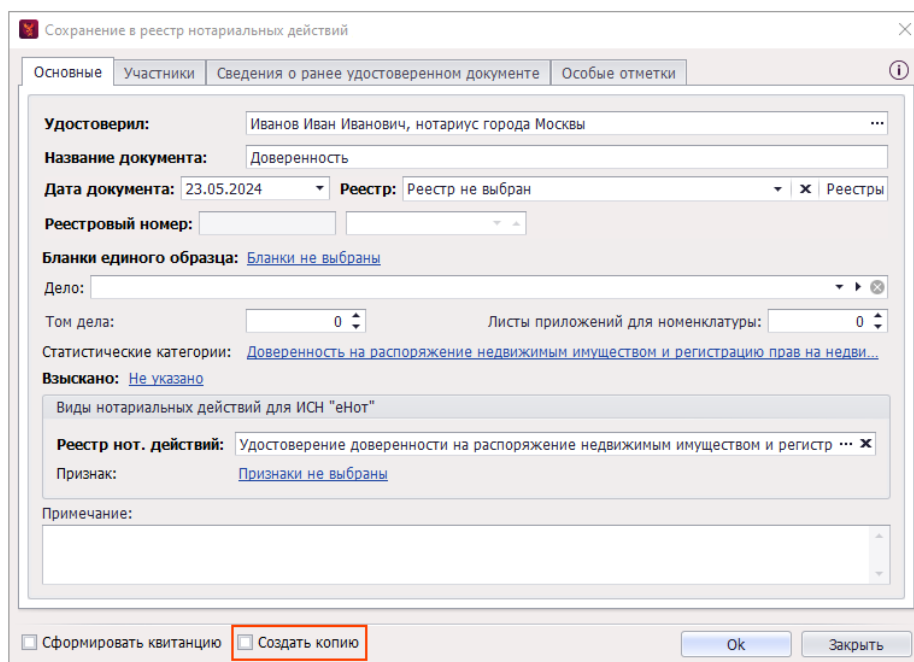 Сохранение в реестр нотариальных действий
Основные Участники Сведения о ранее удостоверенном документе Особые отметки
Удостоверил: Иванов Иван Иванович, нотариус города Москвы ...
Название документа: Доверенность
Дата документа: 23.05.2024 Реестр: Реестр не выбран Реестры
Реестровый номер:
Бланки единого образца: Бланки не выбраны
Дело:
Том дела: 0 Листы приложений для номенклатуры: 0
Статистические категории: Доверенность на распоряжение недвижимым имуществом и регистрацию прав на недви...
Взыскано: Не указано
Виды нотариальных действий для ИСН "еНот"
Реестр нот. действий: Удостоверение доверенности на распоряжение недвижимым имуществом и регистр ...
Признак: Признаки не выбраны
Примечание:
Сформировать квитанцию Создать копию Ok Закрыть